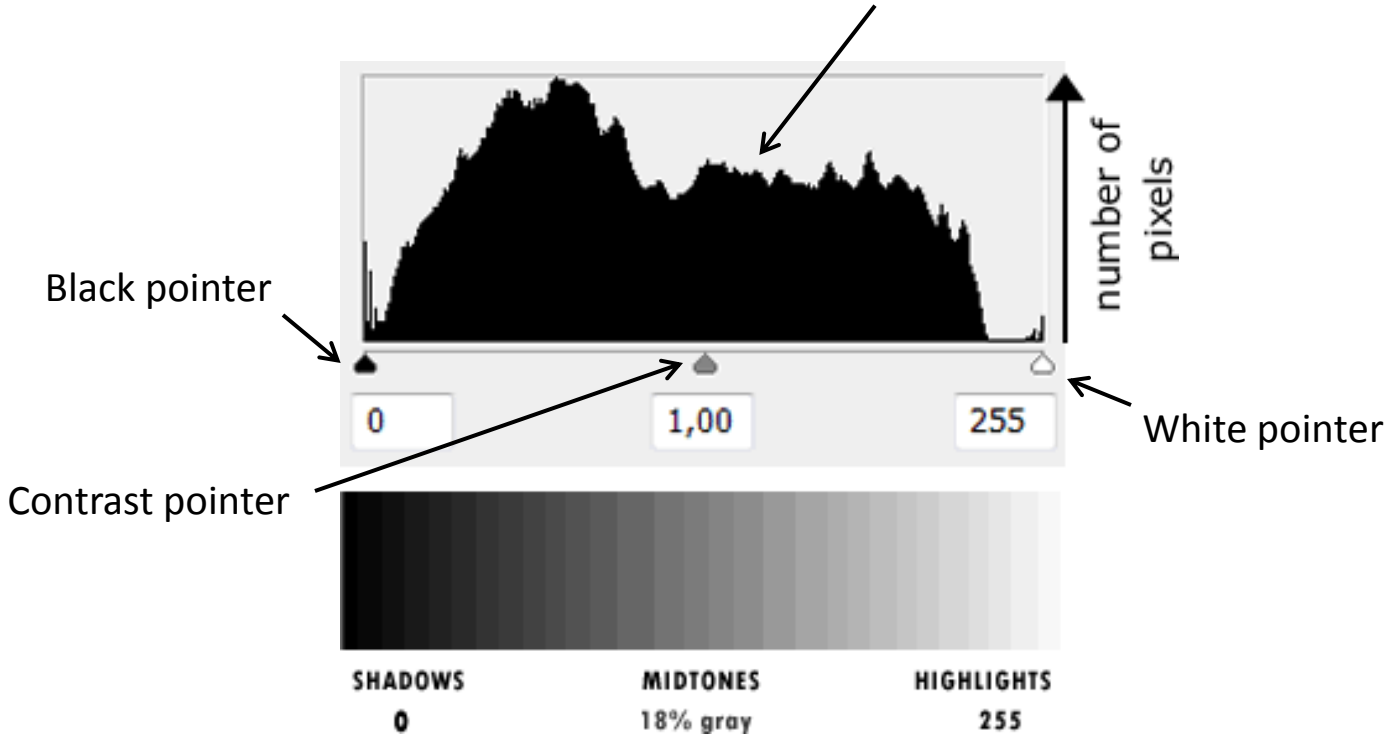 number of
pixels
Black pointer
0
1,00
255
White pointer
Contrast pointer
SHADOWS
MIDTONES
HIGHLIGHTS
0
18% gray
255